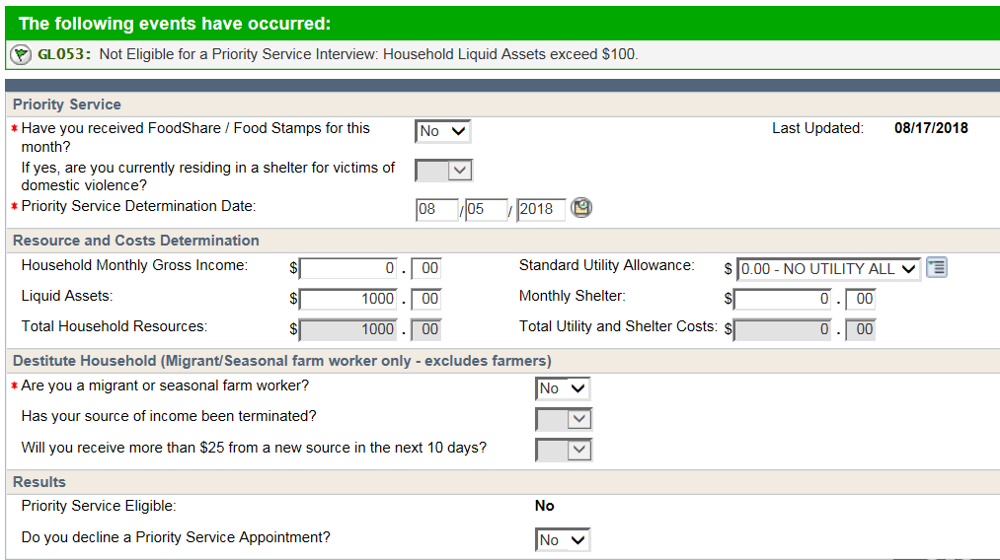 The following events have occurred:
GL053: Not Eligible for a Priority Service Interview: Household Liquid Assets exceed $100.
Priority Service
* Have you received FoodShare / Food Stamps for this month? No Last Updated: 08/17/2018
If yes, are you currently residing in a shelter for victims of domestic violence?
* Priority Service Determination Date: 08 / 05 / 2018
Resource and Costs Determination
Household Monthly Gross Income: $ 0 . 00 Standard Utility Allowance: $ 0.00 - NO UTILITY ALL
Liquid Assets: $ 1000 . 00 Monthly Shelter: $ 0 . 00
Total Household Resources: $ 1000 . 00 Total Utility and Shelter Costs: $ 0 . 00
Destitute Household (Migrant/Seasonal farm worker only - excludes farmers)
* Are you a migrant or seasonal farm worker? No
Has your source of income been terminated?
Will you receive more than $25 from a new source in the next 10 days?
Results
Priority Service Eligible: No
Do you decline a Priority Service Appointment? No